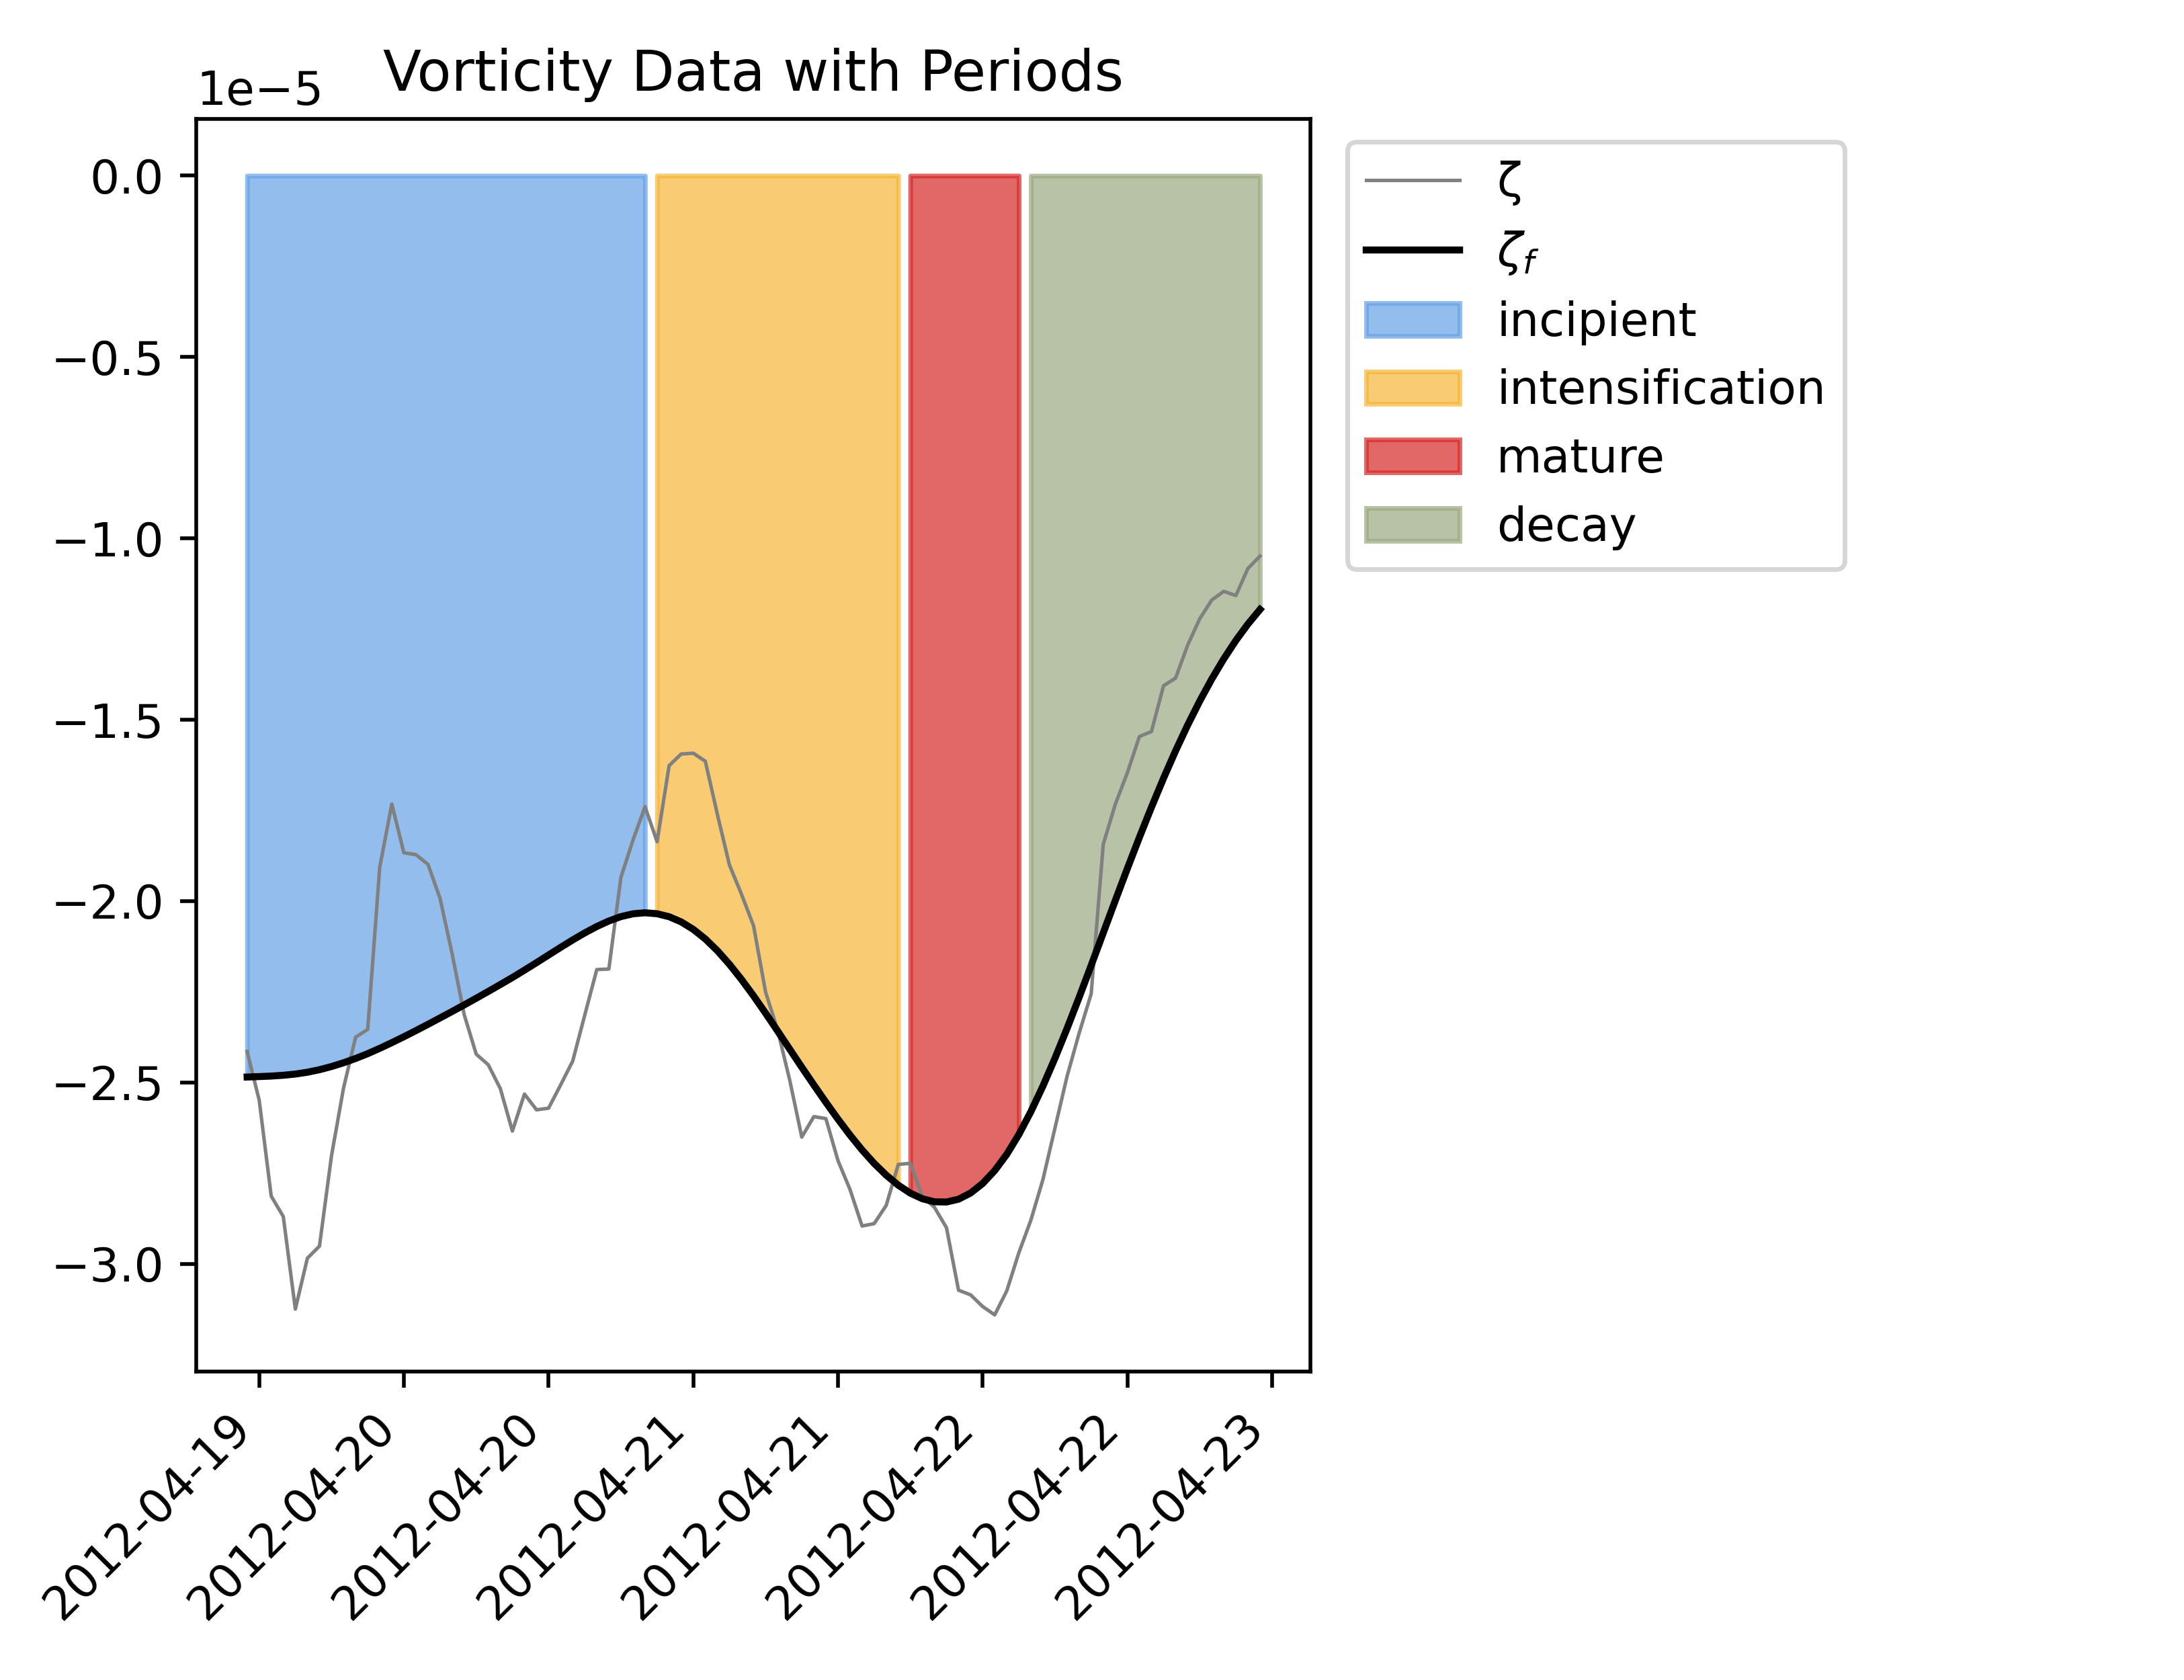 Vorticity Data with Periods
1e−5
0.0
−0.5
−1.0
−1.5
−2.0
−2.5
−3.0
2012-04-19
2012-04-20
2012-04-20
2012-04-21
2012-04-21
2012-04-22
2012-04-22
2012-04-23
ζ
ζf
incipient
intensification
mature
decay